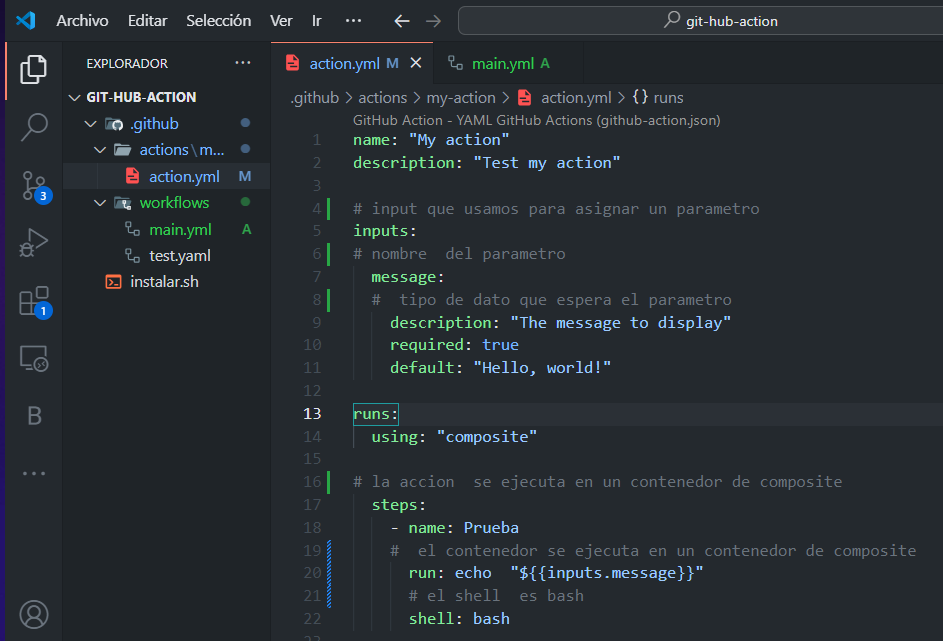 Archivo Editar Selección Ver Ir ··· ← → git-hub-action
EXPLORADOR ···
GIT-HUB-ACTION
.github
actions\m...
action.yml M
workflows
main.yml A
test.yaml
instalar.sh
3
1
B
action.yml M × main.yml A
.github > actions > my-action > action.yml > {} runs
GitHub Action - YAML GitHub Actions (github-action.json)
1 name: "My action"
2 description: "Test my action"
3
4 # input que usamos para asignar un parametro
5 inputs:
6 # nombre  del parametro
7   message:
8   #  tipo de dato que espera el parametro
9     description: "The message to display"
10     required: true
11     default: "Hello, world!"
12
13 runs:
14   using: "composite"
15
16 # la accion  se ejecuta en un contenedor de composite
17   steps:
18     - name: Prueba
19     #  el contenedor se ejecuta en un contenedor de composite
20       run: echo  "${{inputs.message}}"
21       # el shell  es bash
22       shell: bash
23